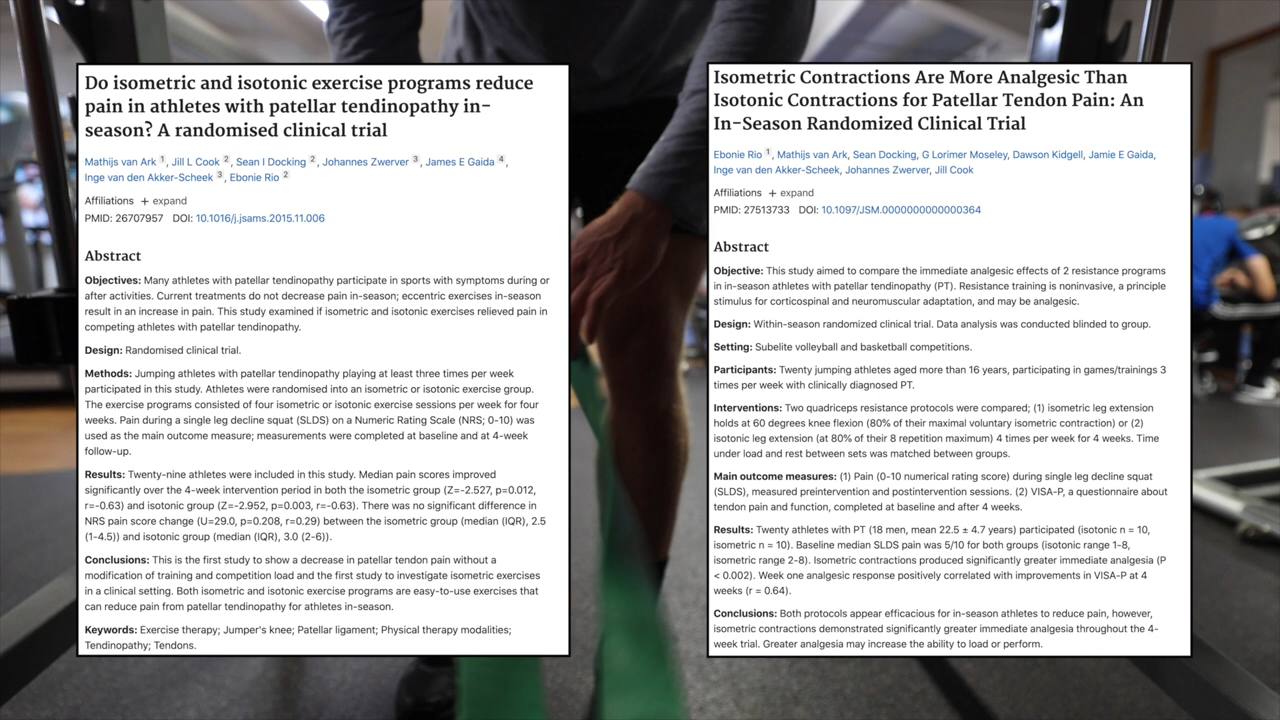 Do isometric and isotonic exercise programs reduce
pain in athletes with patellar tendinopathy in-
season? A randomised clinical trial
Mathijs van Ark 1, Jill L Cook 2, Sean I Docking 2, Johannes Zwerver 3, James E Gaida 4,
Inge van den Akker-Scheek 3, Ebonie Rio 2
Affiliations + expand
PMID: 26707957 DOI: 10.1016/j.jsams.2015.11.006
Abstract
Objectives: Many athletes with patellar tendinopathy participate in sports with symptoms during or
after activities. Current treatments do not decrease pain in-season; eccentric exercises in-season
result in an increase in pain. This study examined if isometric and isotonic exercises relieved pain in
competing athletes with patellar tendinopathy.
Design: Randomised clinical trial.
Methods: Jumping athletes with patellar tendinopathy playing at least three times per week
participated in this study. Athletes were randomised into an isometric or isotonic exercise group.
The exercise programs consisted of four isometric or isotonic exercise sessions per week for four
weeks. Pain during a single leg decline squat (SLDS) on a Numeric Rating Scale (NRS; 0-10) was
used as the main outcome measure; measurements were completed at baseline and at 4-week
follow-up.
Results: Twenty-nine athletes were included in this study. Median pain scores improved
significantly over the 4-week intervention period in both the isometric group (Z=-2.527, p=0.012,
r=-0.63) and isotonic group (Z=-2.952, p=0.003, r=-0.63). There was no significant difference in
NRS pain score change (U=29.0, p=0.208, r=0.29) between the isometric group (median (IQR), 2.5
(1-4.5)) and isotonic group (median (IQR), 3.0 (2-6)).
Conclusions: This is the first study to show a decrease in patellar tendon pain without a
modification of training and competition load and the first study to investigate isometric exercises
in a clinical setting. Both isometric and isotonic exercise programs are easy-to-use exercises that
can reduce pain from patellar tendinopathy for athletes in-season.
Keywords: Exercise therapy; Jumper's knee; Patellar ligament; Physical therapy modalities;
Tendinopathy; Tendons.
Isometric Contractions Are More Analgesic Than
Isotonic Contractions for Patellar Tendon Pain: An
In-Season Randomized Clinical Trial
Ebonie Rio 1, Mathijs van Ark, Sean Docking, G Lorimer Moseley, Dawson Kidgell, Jamie E Gaida,
Inge van den Akker-Scheek, Johannes Zwerver, Jill Cook
Affiliations + expand
PMID: 27513733 DOI: 10.1097/JSM.0000000000000364
Abstract
Objective: This study aimed to compare the immediate analgesic effects of 2 resistance programs
in in-season athletes with patellar tendinopathy (PT). Resistance training is noninvasive, a principle
stimulus for corticospinal and neuromuscular adaptation, and may be analgesic.
Design: Within-season randomized clinical trial. Data analysis was conducted blinded to group.
Setting: Subelite volleyball and basketball competitions.
Participants: Twenty jumping athletes aged more than 16 years, participating in games/trainings 3
times per week with clinically diagnosed PT.
Interventions: Two quadriceps resistance protocols were compared; (1) isometric leg extension
holds at 60 degrees knee flexion (80% of their maximal voluntary isometric contraction) or (2)
isotonic leg extension (at 80% of their 8 repetition maximum) 4 times per week for 4 weeks. Time
under load and rest between sets was matched between groups.
Main outcome measures: (1) Pain (0-10 numerical rating score) during single leg decline squat
(SLDS), measured preintervention and postintervention sessions. (2) VISA-P, a questionnaire about
tendon pain and function, completed at baseline and after 4 weeks.
Results: Twenty athletes with PT (18 men, mean 22.5 ± 4.7 years) participated (isotonic n = 10,
isometric n = 10). Baseline median SLDS pain was 5/10 for both groups (isotonic range 1-8,
isometric range 2-8). Isometric contractions produced significantly greater immediate analgesia (P
< 0.002). Week one analgesic response positively correlated with improvements in VISA-P at 4
weeks (r = 0.64).
Conclusions: Both protocols appear efficacious for in-season athletes to reduce pain, however,
isometric contractions demonstrated significantly greater immediate analgesia throughout the 4-
week trial. Greater analgesia may increase the ability to load or perform.